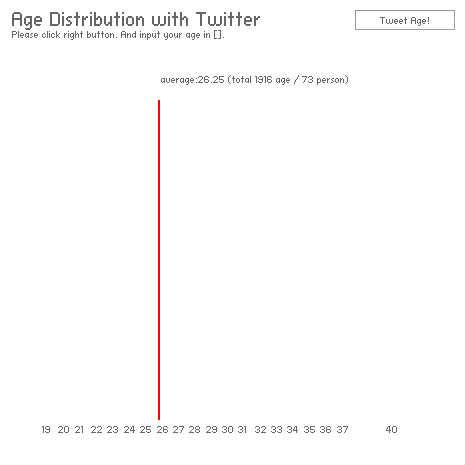 Age Distribution with Twitter
Tweet Age!
Please click right button. And input your age in [].
average:26.25 (total 1916 age / 73 person)
19 20 21 22 23 24 25 26 27 28 29 30 31 32 33 34 35 36 37 40